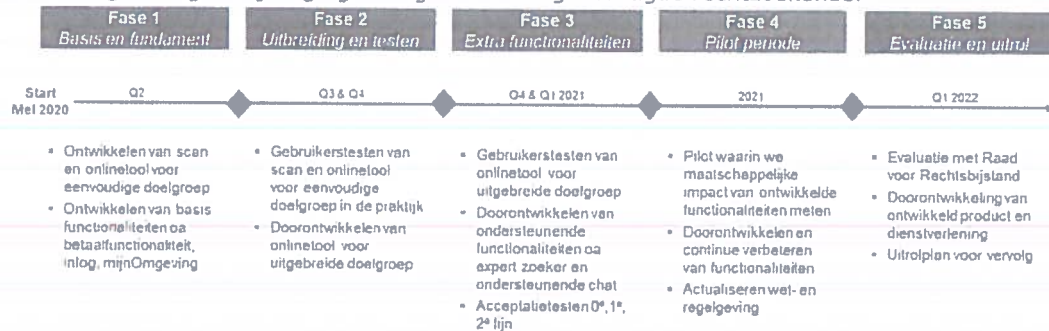 Fase 1
Basis en fundament
Fase 2
Uitbreiding en testen
Fase 3
Extra functionaliteiten
Fase 4
Pilot periode
Fase 5
Evaluatie en uitrol
Start
Mei 2020
Q2
Q3 & Q4
Q4 & Q1 2021
2021
Q1 2022
• Ontwikkelen van scan
en onlinetool voor
eenvoudige doelgroep
• Ontwikkelen van basis
functionaliteiten oa
betaalfunctionaliteit,
inlog, mijnOmgeving
• Gebruikerstesten van
scan en onlinetool
voor eenvoudige
doelgroep in de praktijk
• Doorontwikkelen van
onlinetool voor
uitgebreide doelgroep
• Gebruikerstesten van
onlinetool voor
uitgebreide doelgroep
• Doorontwikkelen van
ondersteunende
functionaliteiten oa
expert zoeker en
ondersteunende chat
• Acceptatietesten 0e, 1e,
2e lijn
• Pilot waarin we
maatschappelijke
impact van ontwikkelde
functionaliteiten meten
• Doorontwikkelen en
continue verbeteren
van functionaliteiten
• Actualiseren wet- en
regelgeving
• Evaluatie met Raad
voor Rechtsbijstand
• Doorontwikkeling van
ontwikkeld product en
dienstverlening
• Uitrolplan voor vervolg